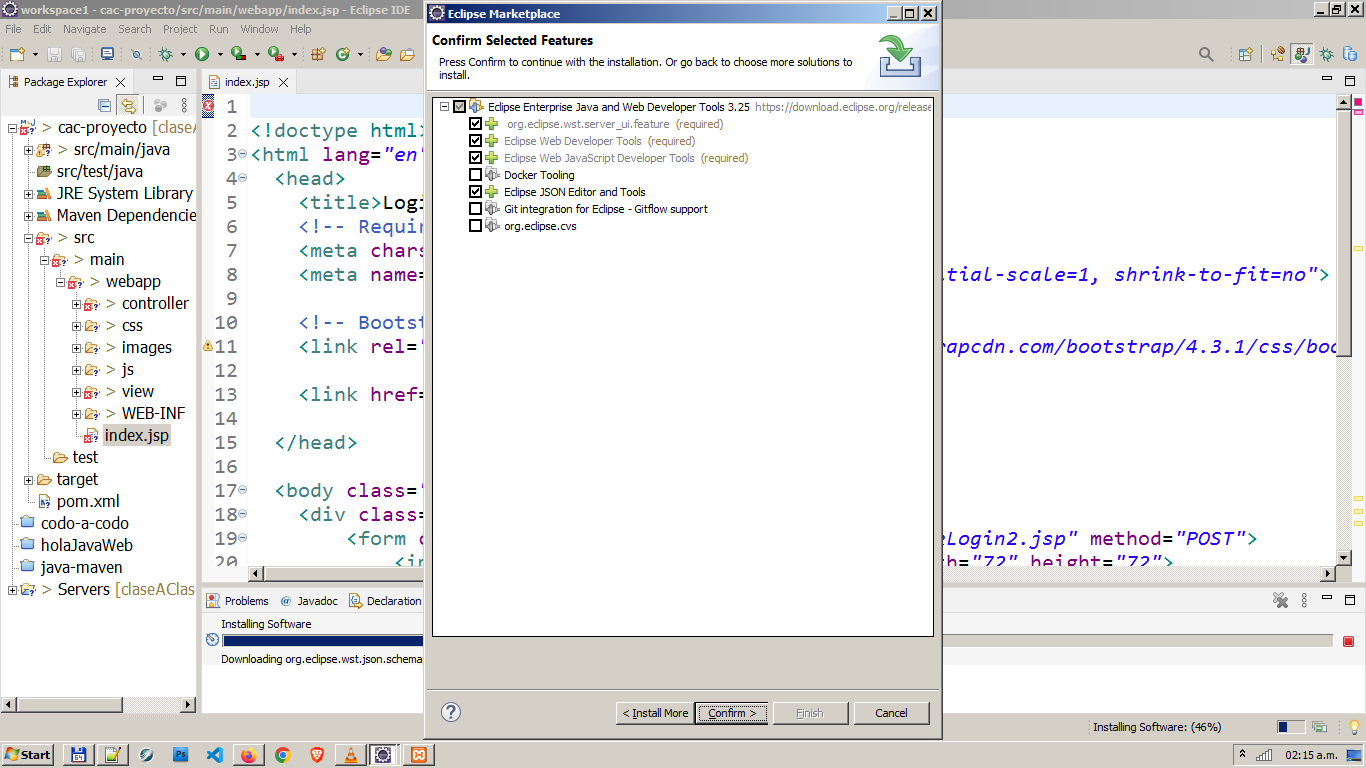 workspace1 - cac-proyecto/src/main/webapp/index.jsp - Eclipse IDE
File Edit Navigate Search Project Run Window Help
Package Explorer
cac-proyecto [claseA
> src/main/java
src/test/java
JRE System Library
Maven Dependencie
> src
> main
> webapp
> controller
> css
> images
> js
> view
> WEB-INF
index.jsp
test
target
pom.xml
codo-a-codo
holaJavaWeb
java-maven
> Servers [claseAClas
index.jsp
1
2 <!doctype html>
3 <html lang="en"
4 <head>
5 <title>Logi
6 <!-- Requir
7 <meta chars
8 <meta name= tial-scale=1, shrink-to-fit=no">
9
10 <!-- Bootst
11 <link rel=" rapcdn.com/bootstrap/4.3.1/css/boo
12
13 <link href=
14
15 </head>
16
17 <body class="
18 <div class=
19 <form Login2.jsp" method="POST">
20 <in ="72" height="72">
Eclipse Marketplace
Confirm Selected Features
Press Confirm to continue with the installation. Or go back to choose more solutions to
install.
Eclipse Enterprise Java and Web Developer Tools 3.25 https://download.eclipse.org/release
org.eclipse.wst.server_ui.feature (required)
Eclipse Web Developer Tools (required)
Eclipse Web JavaScript Developer Tools (required)
Docker Tooling
Eclipse JSON Editor and Tools
Git integration for Eclipse - Gitflow support
org.eclipse.cvs
< Install More Confirm > Finish Cancel
Problems @ Javadoc Declaration
Installing Software
Downloading org.eclipse.wst.json.schema
Installing Software: (46%)
Start 64 Ps 02:15 a.m.